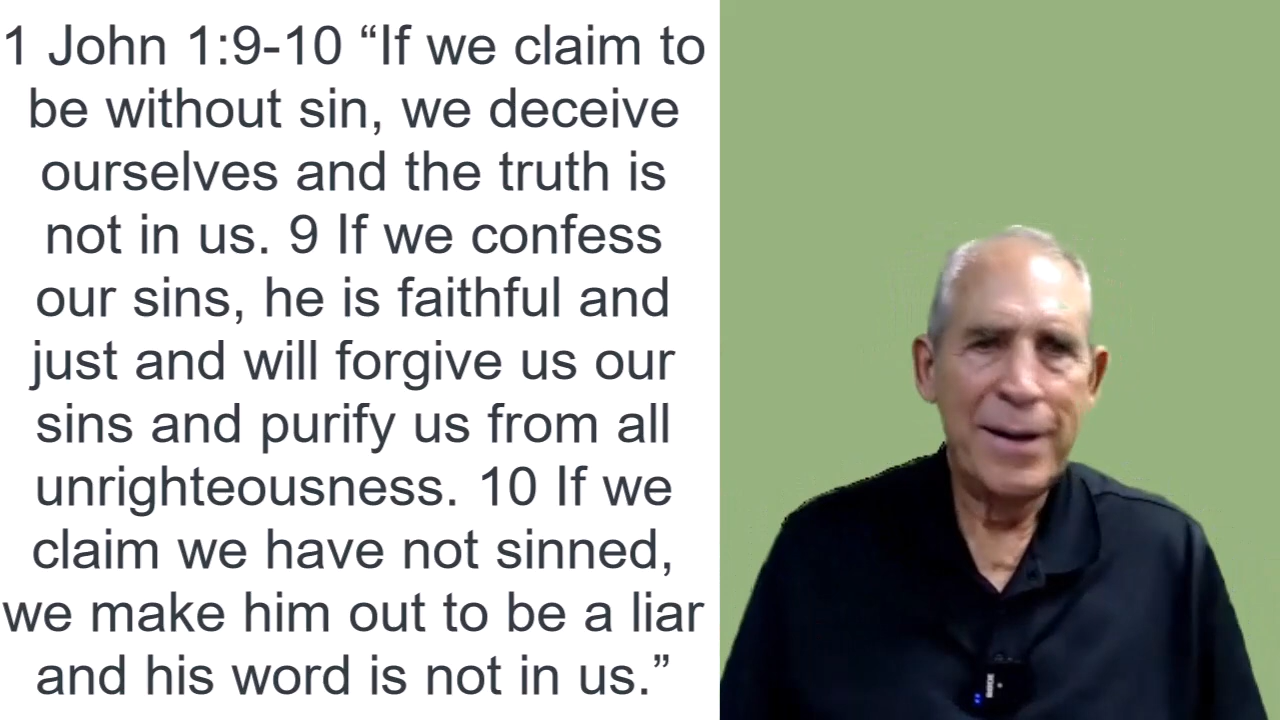 1 John 1:9-10 “If we claim to
be without sin, we deceive
ourselves and the truth is
not in us. 9 If we confess
our sins, he is faithful and
just and will forgive us our
sins and purify us from all
unrighteousness. 10 If we
claim we have not sinned,
we make him out to be a liar
and his word is not in us.”